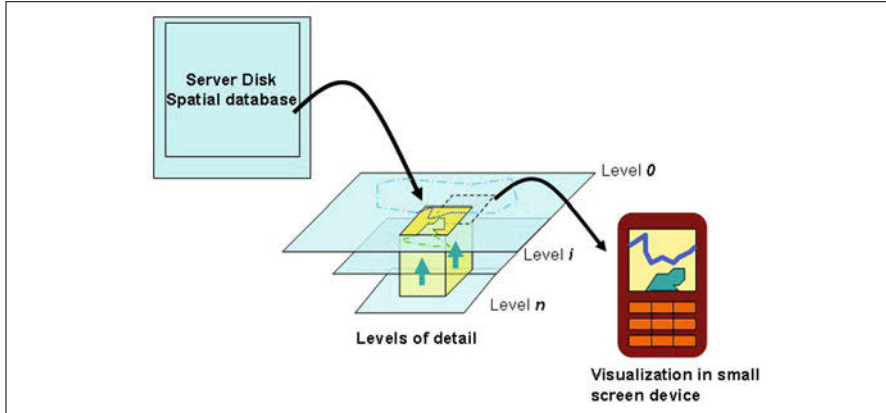 Server Disk
Spatial database
Level 0
Level i
Level n
Levels of detail
Visualization in small
screen device